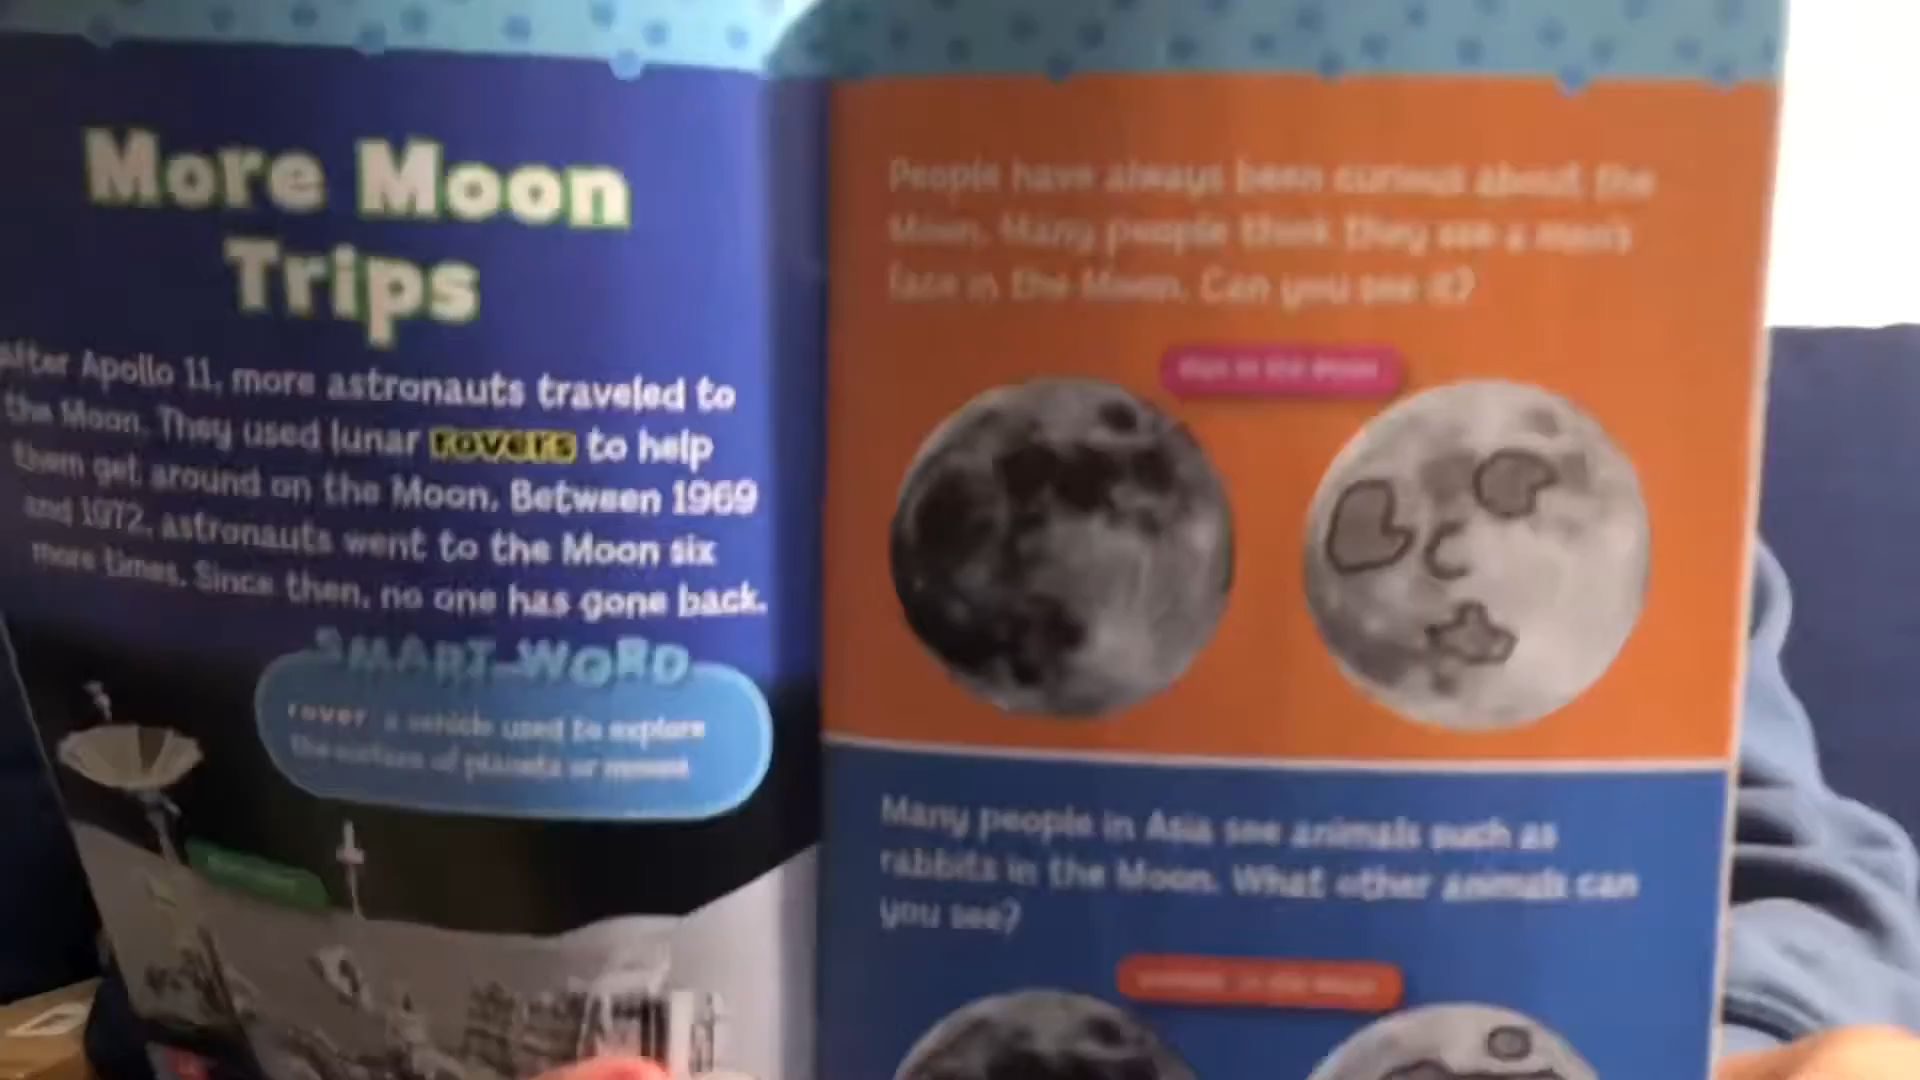 More Moon
Trips
After Apollo 11, more astronauts traveled to
the Moon. They used lunar rovers to help
them get around on the Moon. Between 1969
and 1972, astronauts went to the Moon six
more times. Since then, no one has gone back.
SMART WORD
rover a vehicle used to explore
the surface of planets or moons
People have always been curious about the
Moon. Many people think they see a man's
face in the Moon. Can you see it?
Many people in Asia see animals such as
rabbits in the Moon. What other animals can
you see?